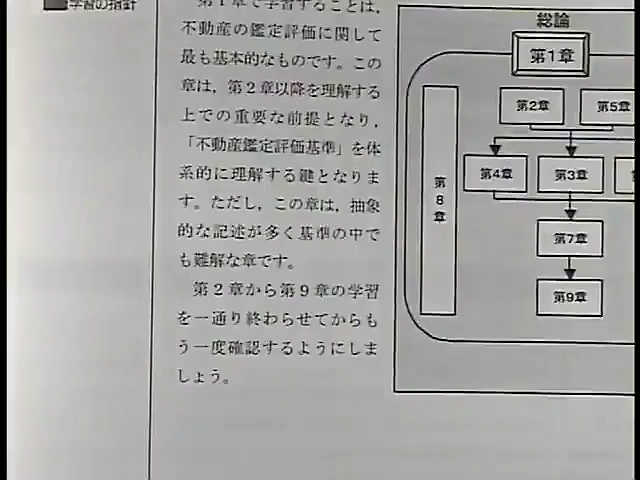 学習の指針
第1章で学習することは，
不動産の鑑定評価に関して
最も基本的なものです。この
章は，第2章以降を理解する
上での重要な前提となり，
「不動産鑑定評価基準」を体
系的に理解する鍵となりま
す。ただし，この章は，抽象
的な記述が多く基準の中で
も難解な章です。
第2章から第9章の学習
を一通り終わらせてからも
う一度確認するようにしま
しょう。
総論
第1章
第2章
第5章
第8章
第4章
第3章
第7章
第9章